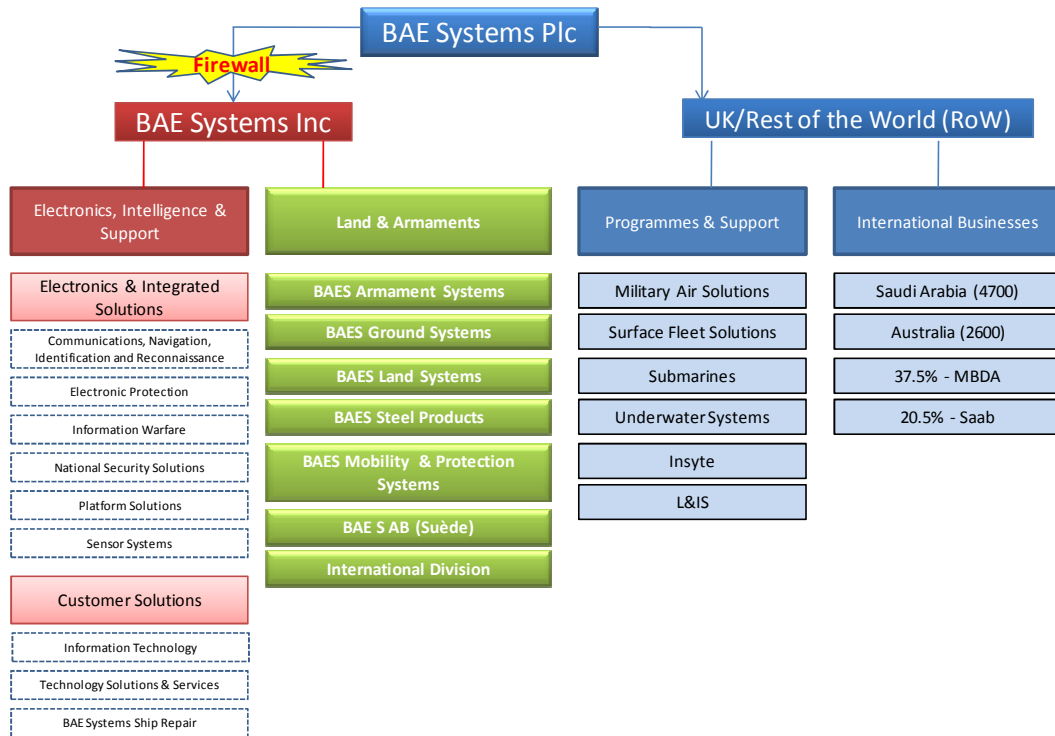 BAE Systems Plc
Firewall
BAE Systems Inc
UK/Rest of the World (RoW)
Electronics, Intelligence &
Support
Land & Armaments
Programmes & Support
International Businesses
Electronics & Integrated
Solutions
Communications, Navigation,
Identification and Reconnaissance
Electronic Protection
Information Warfare
National Security Solutions
Platform Solutions
Sensor Systems
Customer Solutions
Information Technology
Technology Solutions & Services
BAE Systems Ship Repair
BAES Armament Systems
BAES Ground Systems
BAES Land Systems
BAES Steel Products
BAES Mobility & Protection
Systems
BAE S AB (Suède)
International Division
Military Air Solutions
Surface Fleet Solutions
Submarines
Underwater Systems
Insyte
L&IS
Saudi Arabia (4700)
Australia (2600)
37.5% - MBDA
20.5% - Saab